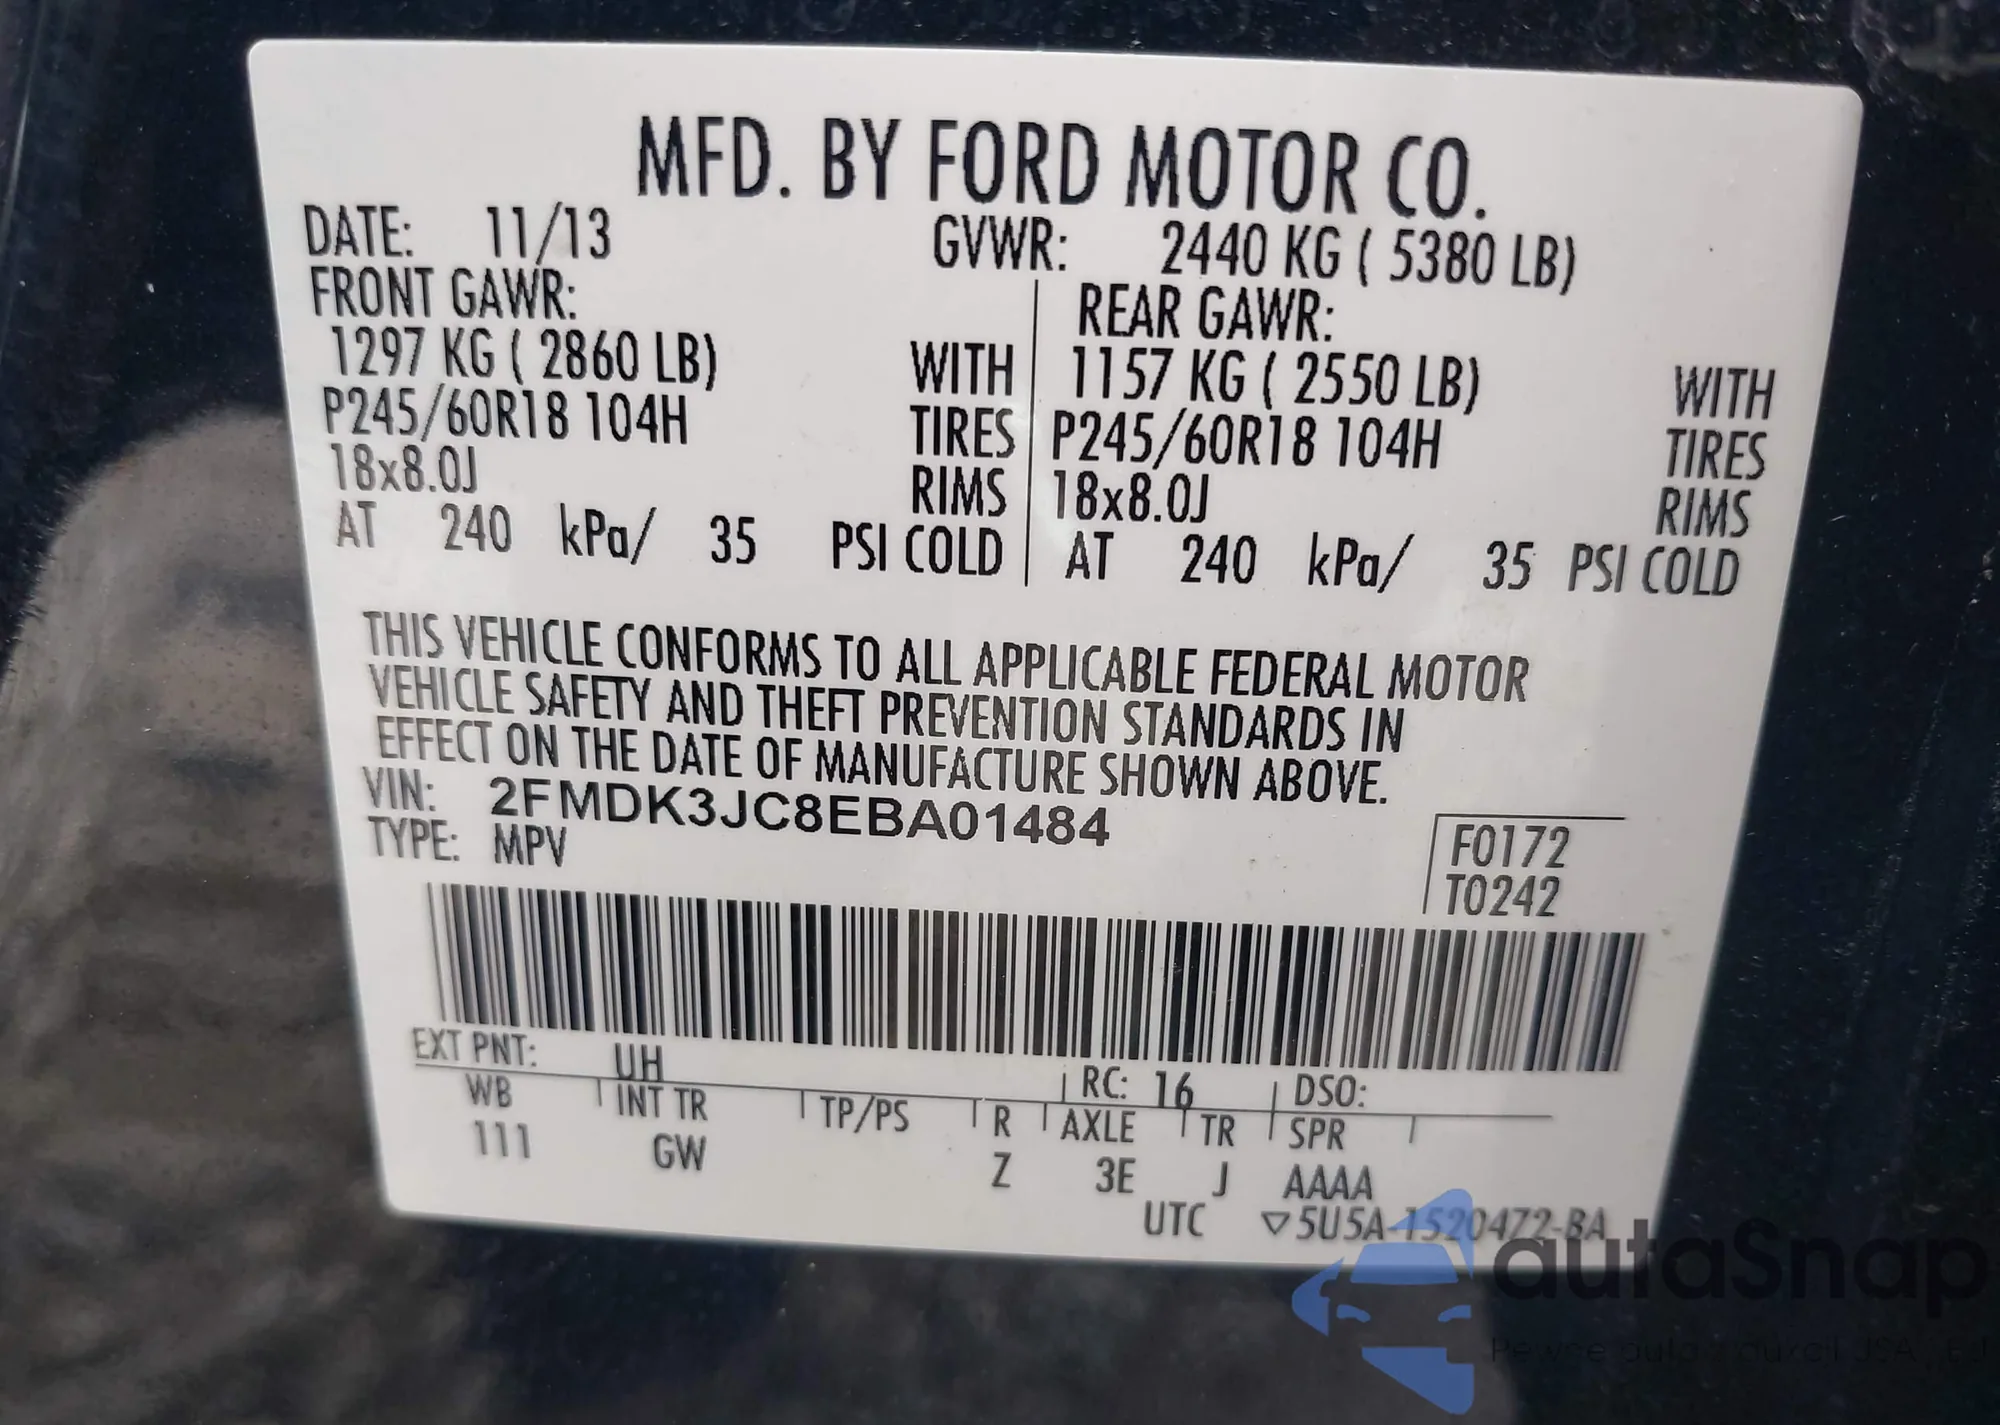 MFD. BY FORD MOTOR CO.
DATE: 11/13 GVWR: 2440 KG ( 5380 LB)
FRONT GAWR: REAR GAWR:
1297 KG ( 2860 LB) WITH 1157 KG ( 2550 LB) WITH
P245/60R18 104H TIRES P245/60R18 104H TIRES
18x8.0J RIMS 18x8.0J RIMS
AT 240 kPa/ 35 PSI COLD AT 240 kPa/ 35 PSI COLD
THIS VEHICLE CONFORMS TO ALL APPLICABLE FEDERAL MOTOR
VEHICLE SAFETY AND THEFT PREVENTION STANDARDS IN
EFFECT ON THE DATE OF MANUFACTURE SHOWN ABOVE.
VIN: 2FMDK3JC8EBA01484
TYPE: MPV
F0172
T0242
EXT PNT: UH RC: 16 DSO:
WB INT TR TP/PS R AXLE TR SPR
111 GW Z 3E J AAAA
UTC ▽5U5A-1520472-BA
autaSnap